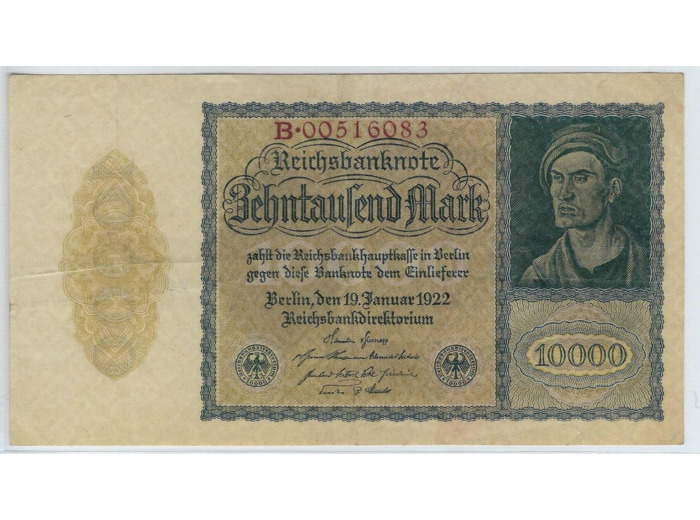 B·00516083
Reichsbanknote
Zehntausend Mark
zahlt die Reichsbankhauptkasse in Berlin
gegen diese Banknote dem Einlieferer
Berlin, den 19. Januar 1922
Reichsbankdirektorium
10000